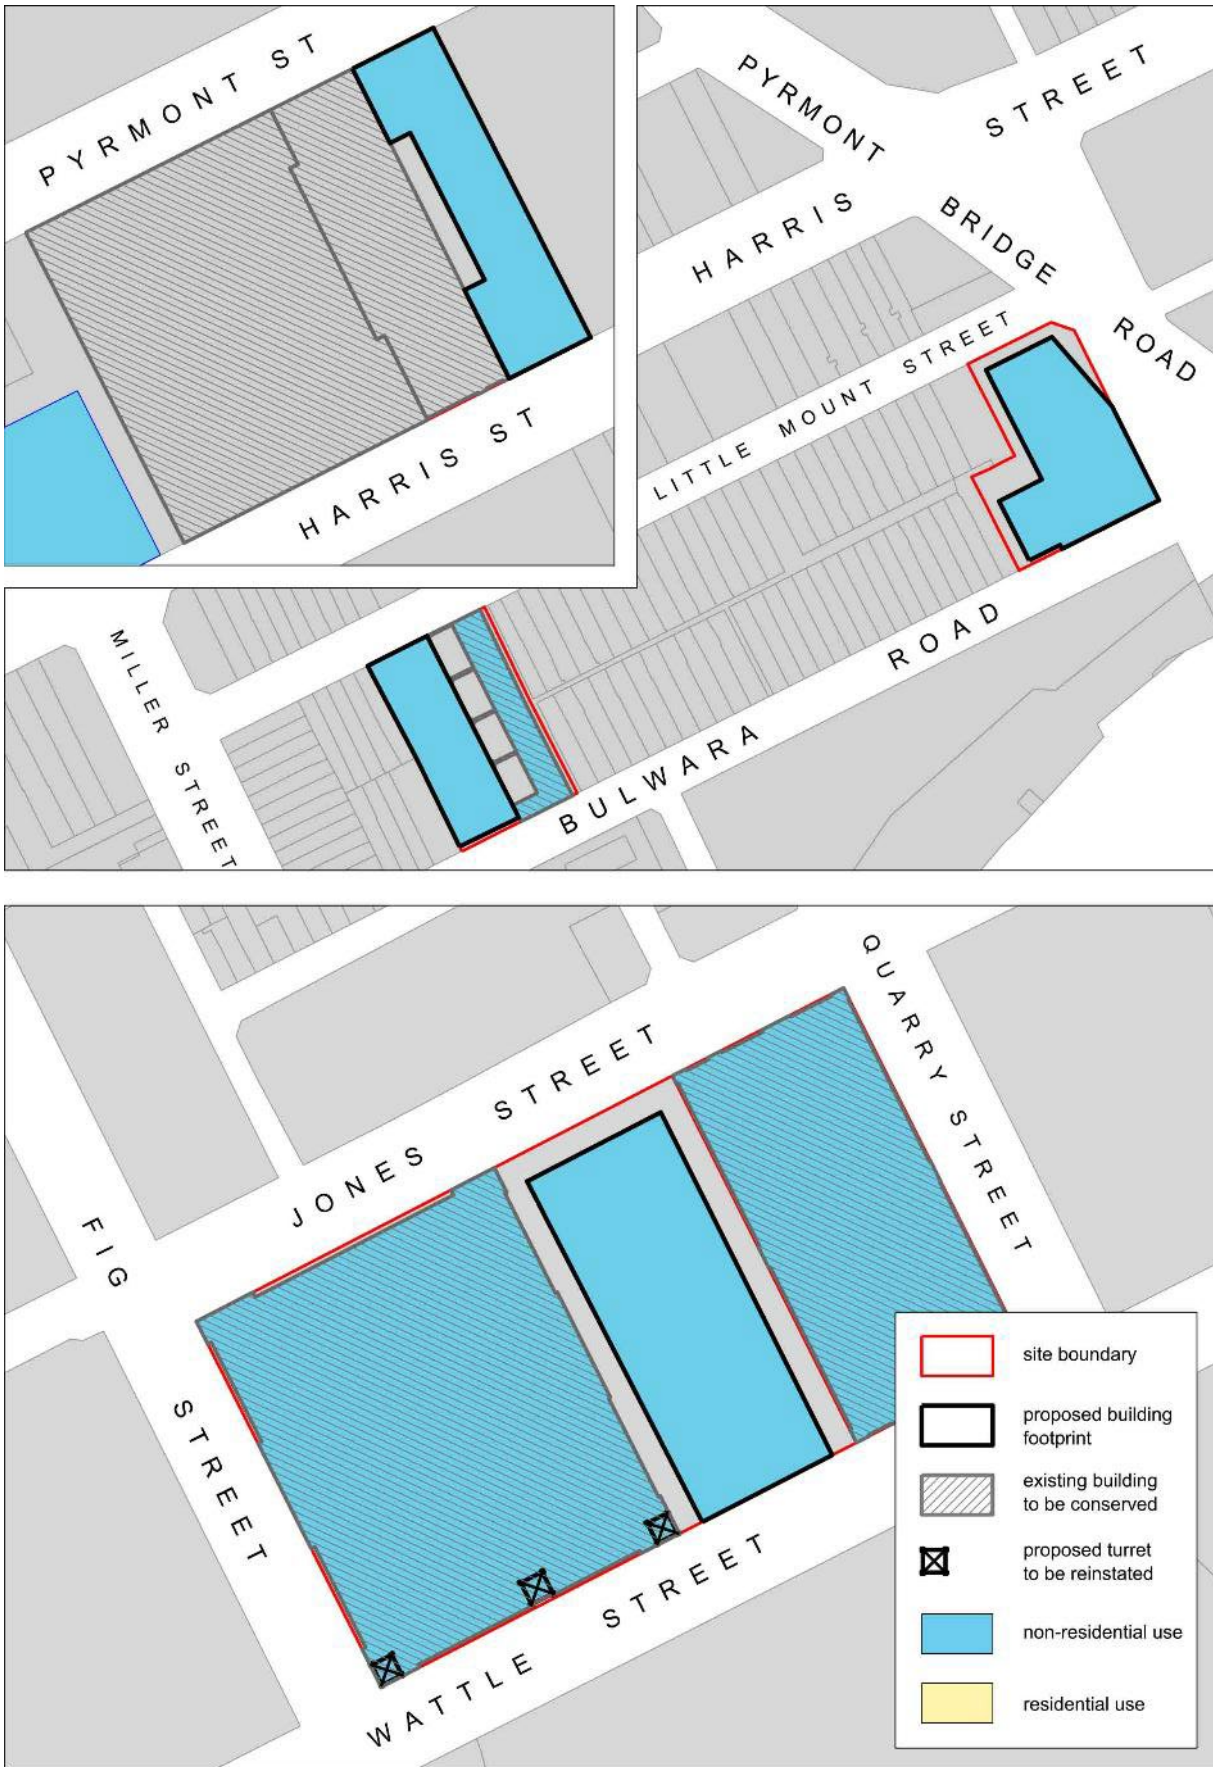 PYRMONT ST
HARRIS ST
PYRMONT
BRIDGE
ROAD
HARRIS STREET
LITTLE MOUNT STREET
MILLER STREET
BULWARA ROAD
QUARRY STREET
JONES STREET
FIG
STREET
WATTLE STREET
site boundary
proposed building
footprint
existing building
to be conserved
proposed turret
to be reinstated
non-residential use
residential use